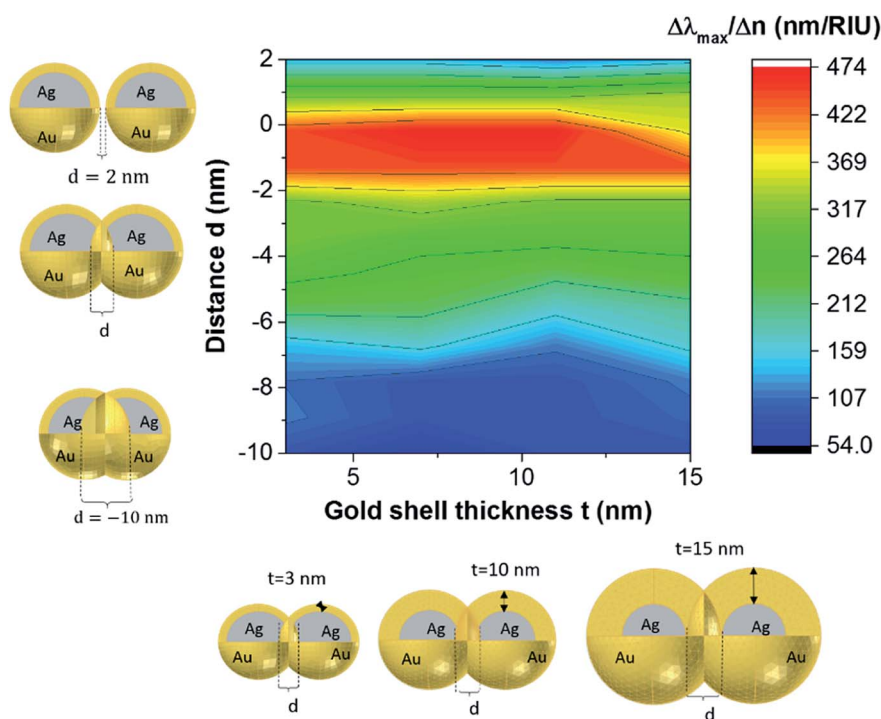 Δλmax/Δn (nm/RIU)
Ag
Ag
Au
Au
d = 2 nm
Ag
Ag
Au
Au
d
Ag
Ag
Au
Au
d = −10 nm
Distance d (nm)
2
0
-2
-4
-6
-8
-10
5
10
15
Gold shell thickness t (nm)
474
422
369
317
264
212
159
107
54.0
t=3 nm
t=10 nm
t=15 nm
Ag
Ag
Au
Au
d
Ag
Ag
Au
Au
d
Ag
Ag
Au
Au
d